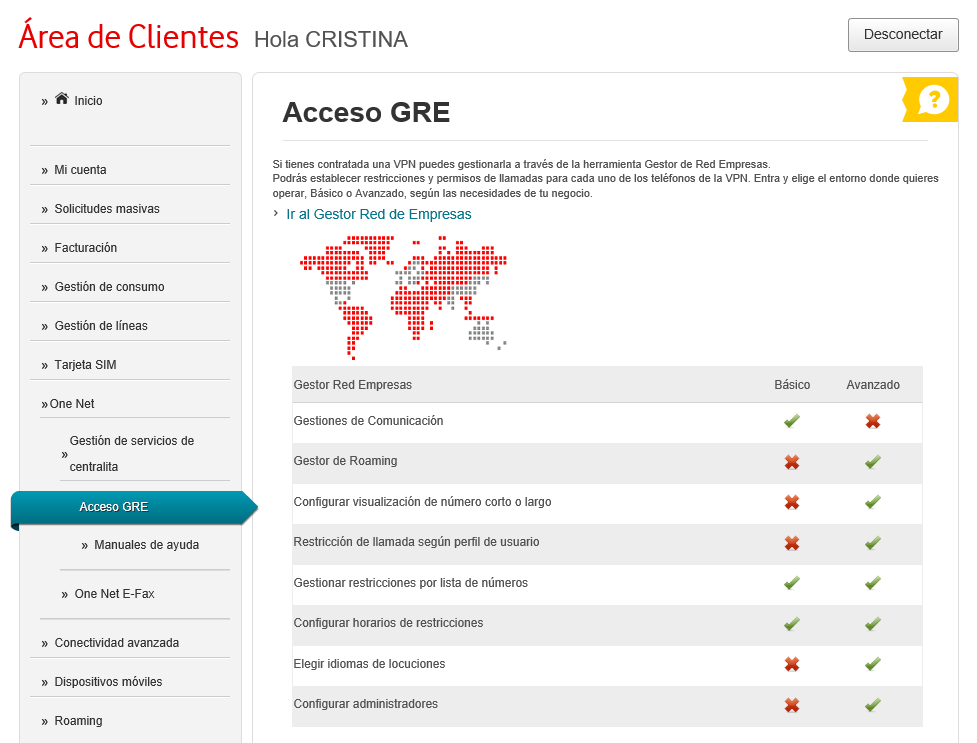 Área de Clientes Hola CRISTINA
Desconectar
» Inicio
» Mi cuenta
» Solicitudes masivas
» Facturación
» Gestión de consumo
» Gestión de líneas
» Tarjeta SIM
» One Net
» Gestión de servicios de
centralita
Acceso GRE
» Manuales de ayuda
» One Net E-Fax
» Conectividad avanzada
» Dispositivos móviles
» Roaming
Acceso GRE
?
Si tienes contratada una VPN puedes gestionarla a través de la herramienta Gestor de Red Empresas.
Podrás establecer restricciones y permisos de llamadas para cada uno de los teléfonos de la VPN. Entra y elige el entorno donde quieres
operar, Básico o Avanzado, según las necesidades de tu negocio.
› Ir al Gestor Red de Empresas
Gestor Red Empresas Básico Avanzado
Gestiones de Comunicación
Gestor de Roaming
Configurar visualización de número corto o largo
Restricción de llamada según perfil de usuario
Gestionar restricciones por lista de números
Configurar horarios de restricciones
Elegir idiomas de locuciones
Configurar administradores